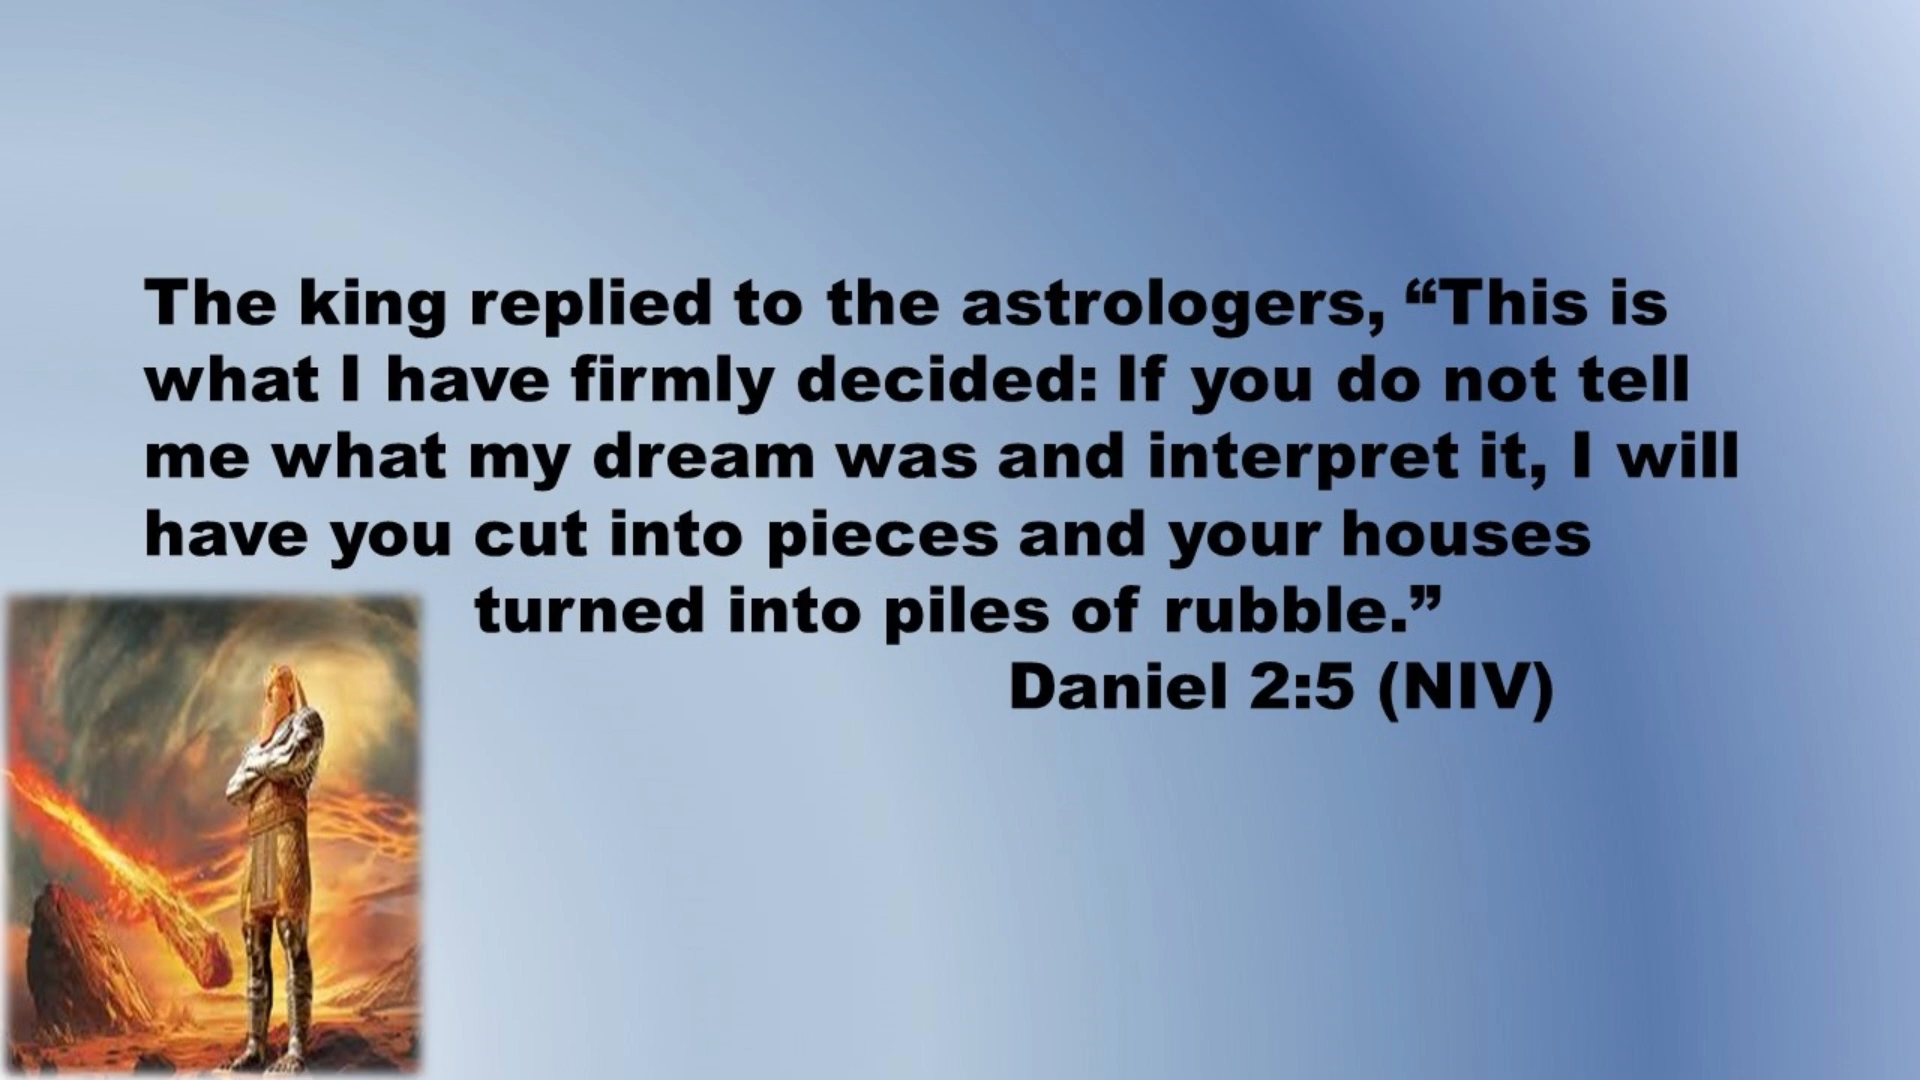 The king replied to the astrologers, “This is
what I have firmly decided: If you do not tell
me what my dream was and interpret it, I will
have you cut into pieces and your houses
turned into piles of rubble.”
Daniel 2:5 (NIV)